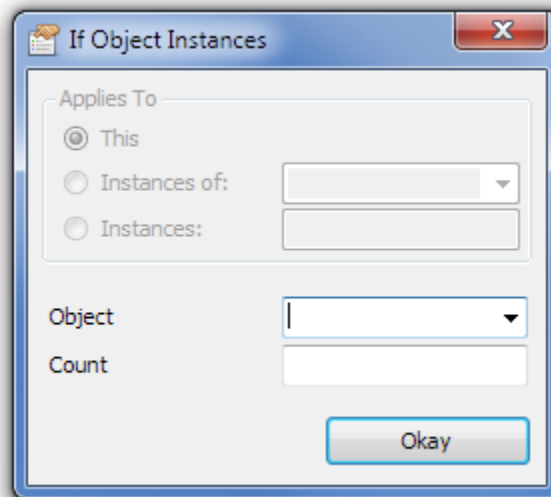 If Object Instances
Applies To
This
Instances of:
Instances:
Object
Count
Okay